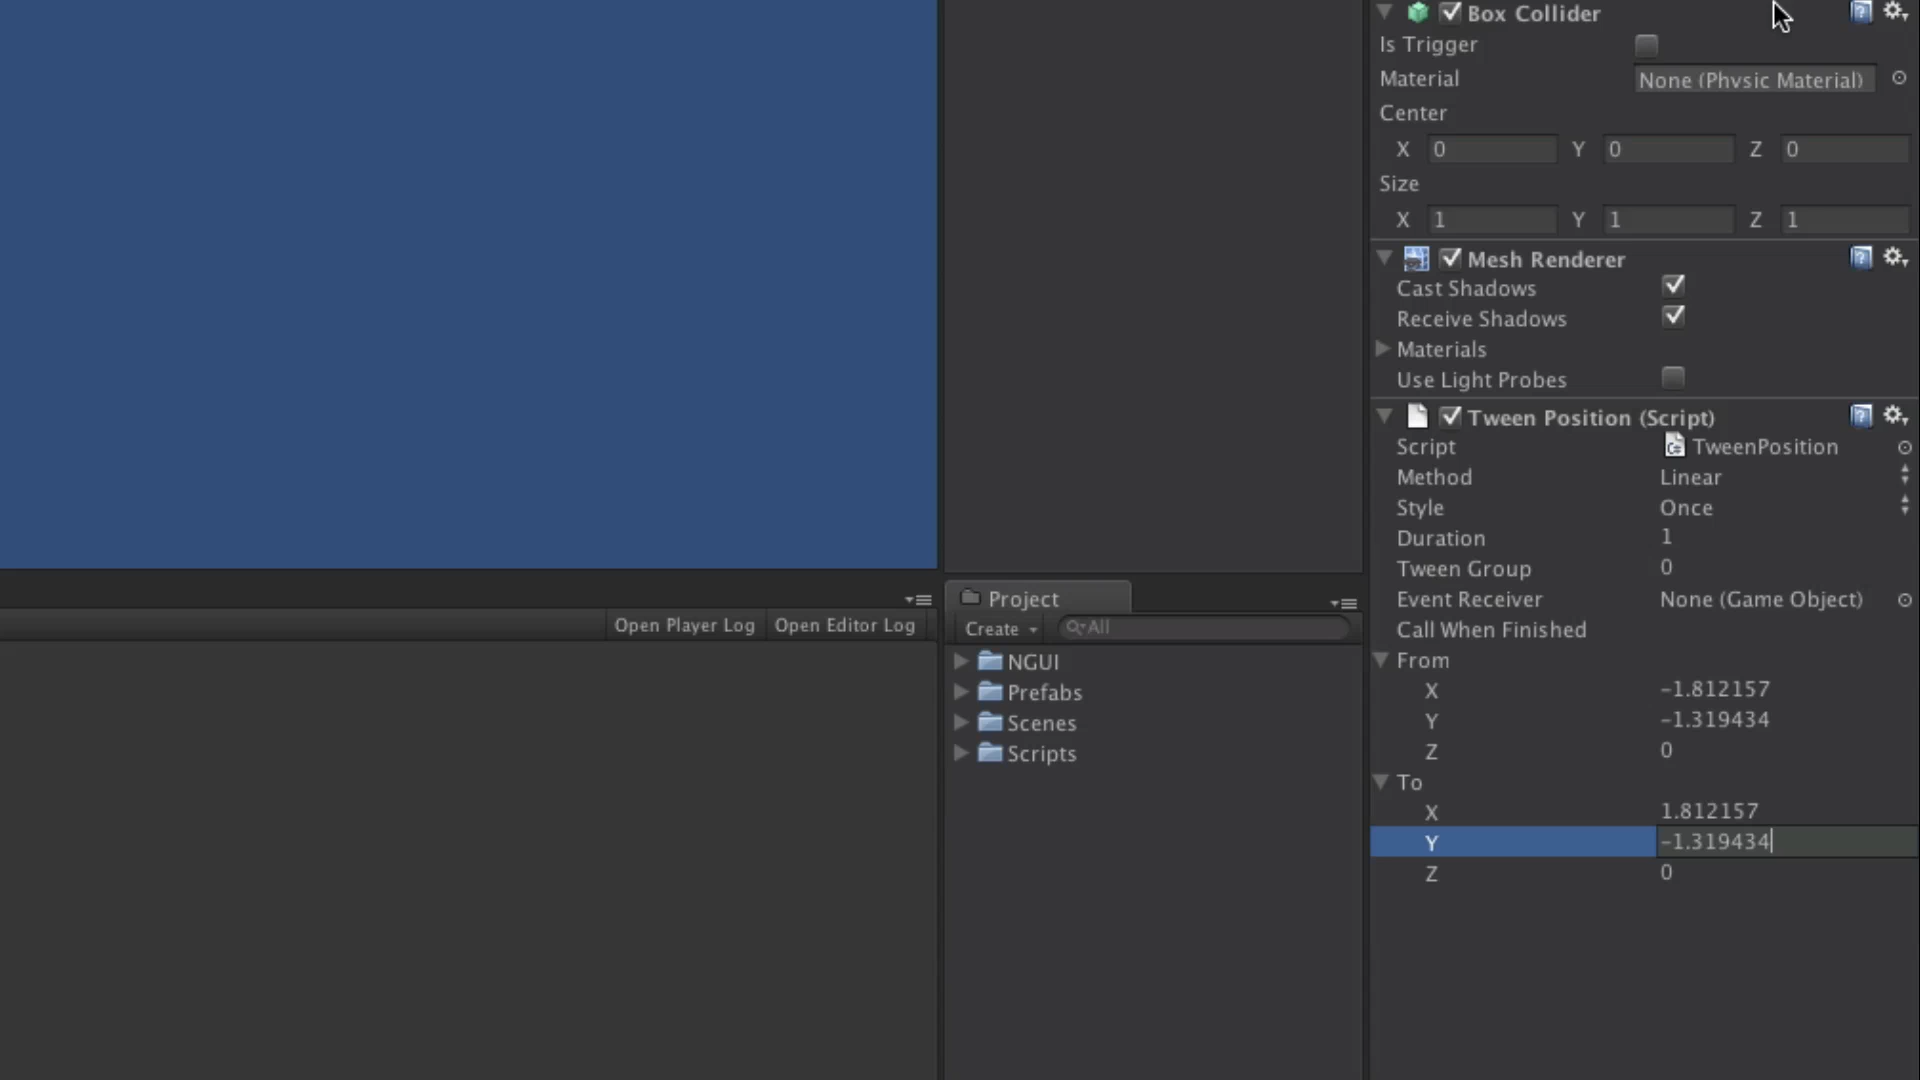 Open Player Log Open Editor Log
Project
Create All
NGUI
Prefabs
Scenes
Scripts
Box Collider
Is Trigger
Material None (Physic Material)
Center
X 0 Y 0 Z 0
Size
X 1 Y 1 Z 1
Mesh Renderer
Cast Shadows
Receive Shadows
Materials
Use Light Probes
Tween Position (Script)
Script C# TweenPosition
Method Linear
Style Once
Duration 1
Tween Group 0
Event Receiver None (Game Object)
Call When Finished
From
X -1.812157
Y -1.319434
Z 0
To
X 1.812157
Y -1.319434
Z 0